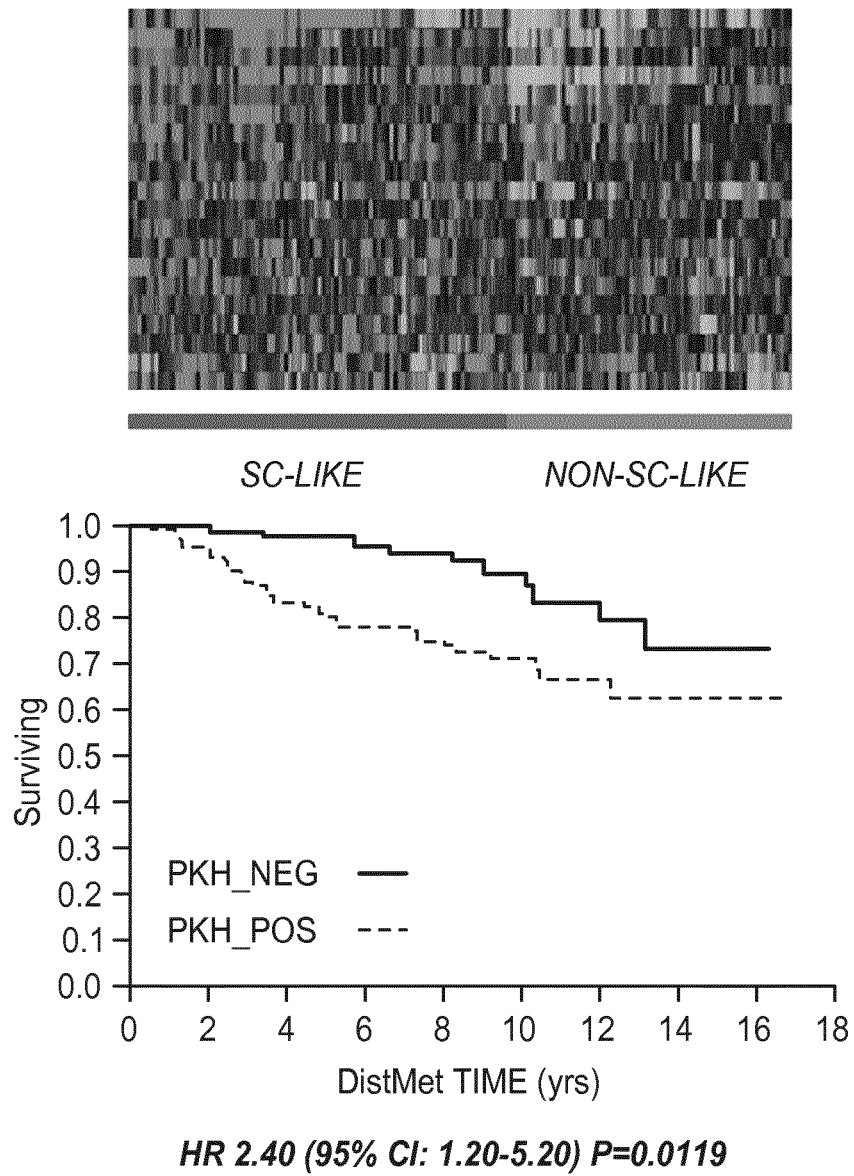 SC-LIKE NON-SC-LIKE
1.0
0.9
0.8
0.7
0.6
0.5
0.4
0.3
0.2
0.1
0.0
Surviving
PKH_NEG
PKH_POS
0 2 4 6 8 10 12 14 16 18
DistMet TIME (yrs)
HR 2.40 (95% CI: 1.20-5.20) P=0.0119